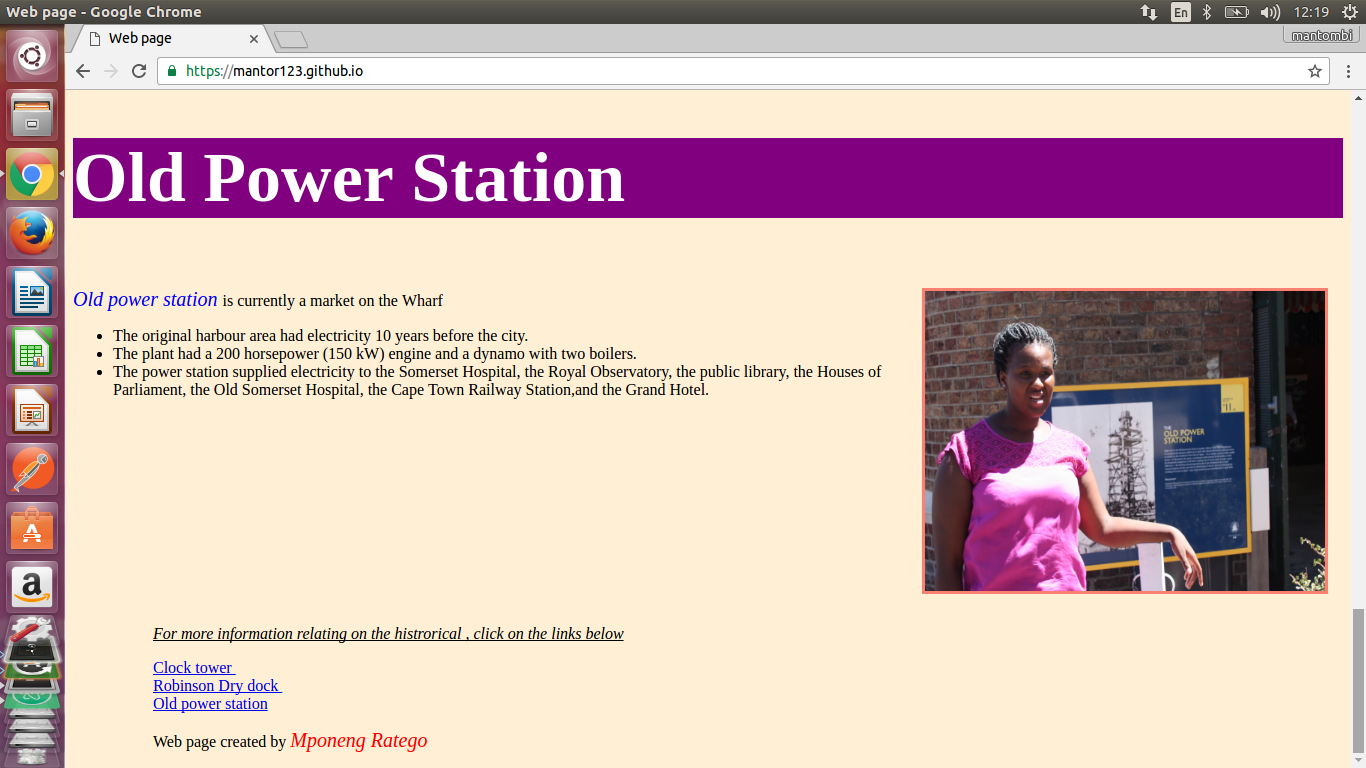 Web page - Google Chrome
En
12:19
Web page
mantombi
https://mantor123.github.io
Old Power Station
Old power station is currently a market on the Wharf
The original harbour area had electricity 10 years before the city.
The plant had a 200 horsepower (150 kW) engine and a dynamo with two boilers.
The power station supplied electricity to the Somerset Hospital, the Royal Observatory, the public library, the Houses of
Parliament, the Old Somerset Hospital, the Cape Town Railway Station,and the Grand Hotel.
THE
OLD POWER
STATION
For more information relating on the histrorical , click on the links below
Clock tower
Robinson Dry dock
Old power station
Web page created by Mponeng Ratego